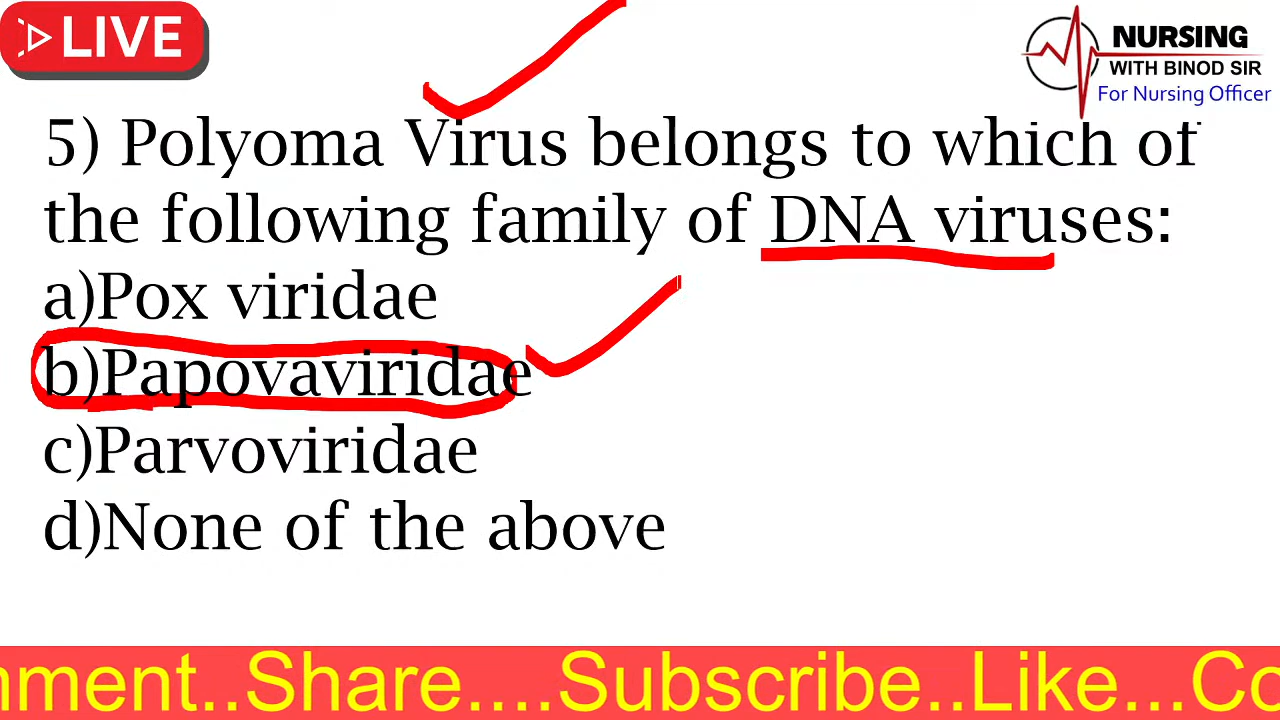 LIVE
NURSING
WITH BINOD SIR
For Nursing Officer
5) Polyoma Virus belongs to which of
the following family of DNA viruses:
a)Pox viridae
b)Papovaviridae
c)Parvoviridae
d)None of the above
mment..Share....Subscribe..Like...Co